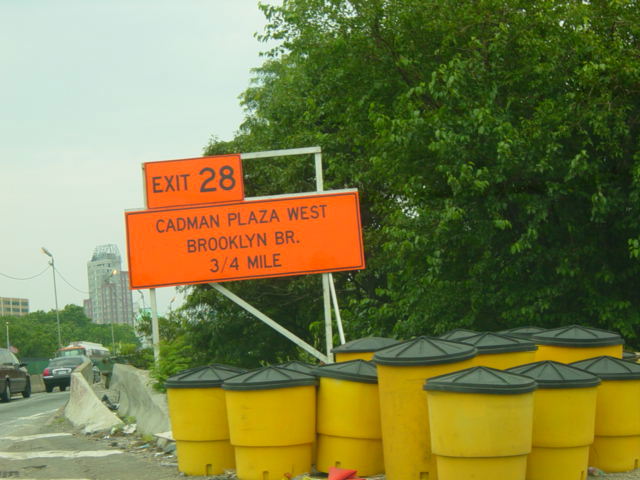 EXIT 28
CADMAN PLAZA WEST
BROOKLYN BR.
3/4 MILE